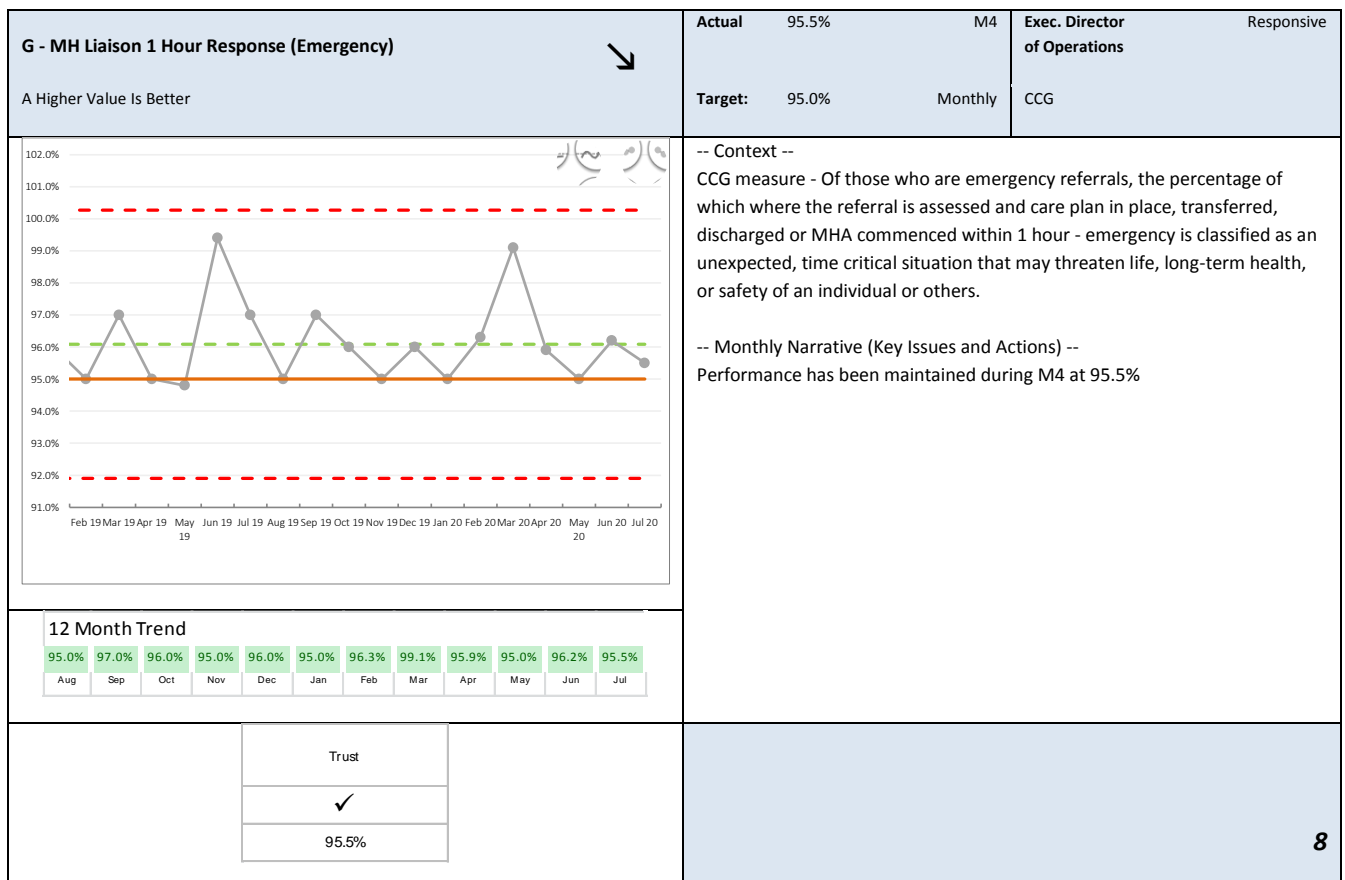 G - MH Liaison 1 Hour Response (Emergency)
A Higher Value Is Better
Actual 95.5% M4
Target: 95.0% Monthly
Exec. Director Responsive
of Operations
CCG
102.0%
101.0%
100.0%
99.0%
98.0%
97.0%
96.0%
95.0%
94.0%
93.0%
92.0%
91.0%
Feb 19 Mar 19 Apr 19 May 19 Jun 19 Jul 19 Aug 19 Sep 19 Oct 19 Nov 19 Dec 19 Jan 20 Feb 20 Mar 20 Apr 20 May 20 Jun 20 Jul 20
-- Context --
CCG measure - Of those who are emergency referrals, the percentage of
which where the referral is assessed and care plan in place, transferred,
discharged or MHA commenced within 1 hour - emergency is classified as an
unexpected, time critical situation that may threaten life, long-term health,
or safety of an individual or others.
-- Monthly Narrative (Key Issues and Actions) --
Performance has been maintained during M4 at 95.5%
12 Month Trend
95.0% 97.0% 96.0% 95.0% 96.0% 95.0% 96.3% 99.1% 95.9% 95.0% 96.2% 95.5%
Aug Sep Oct Nov Dec Jan Feb Mar Apr May Jun Jul
Trust
✓
95.5%
8